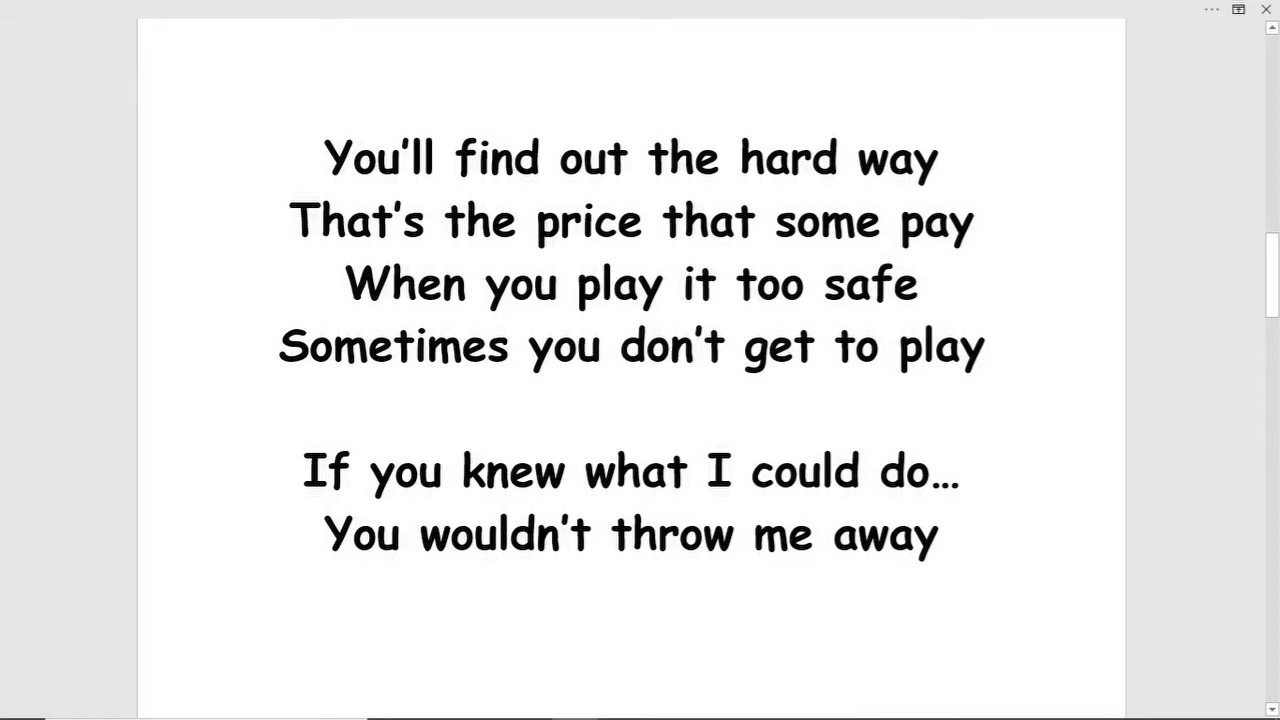 You'll find out the hard way
That's the price that some pay
When you play it too safe
Sometimes you don't get to play
If you knew what I could do...
You wouldn't throw me away